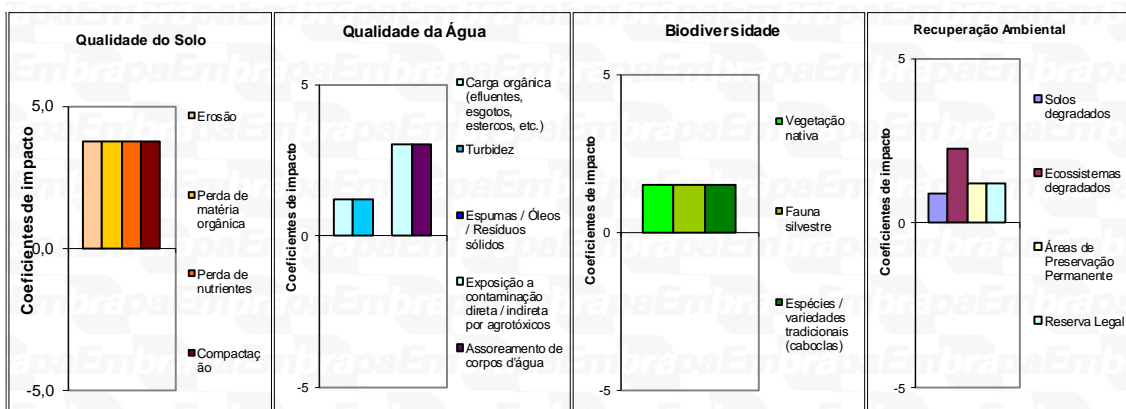 Qualidade do Solo
Coeficientes de impacto
5,0
0,0
-5,0
Erosão
Perda de
matéria
orgânica
Perda de
nutrientes
Compactaç
ão
Qualidade da Água
Coeficientes de impacto
5
0
-5
Carga orgânica
(efluentes,
esgotos,
estercos, etc.)
Turbidez
Espumas / Óleos
/ Resíduos
sólidos
Exposição a
contaminação
direta / indireta
por agrotóxicos
Assoreamento de
corpos d'água
Biodiversidade
Coeficientes de impacto
5
0
-5
Vegetação
nativa
Fauna
silvestre
Espécies /
variedades
tradicionais
(caboclas)
Recuperação Ambiental
Coeficientes de impacto
5
0
-5
Solos
degradados
Ecossistemas
degradados
Áreas de
Preservação
Permanente
Reserva Legal
Embrapa